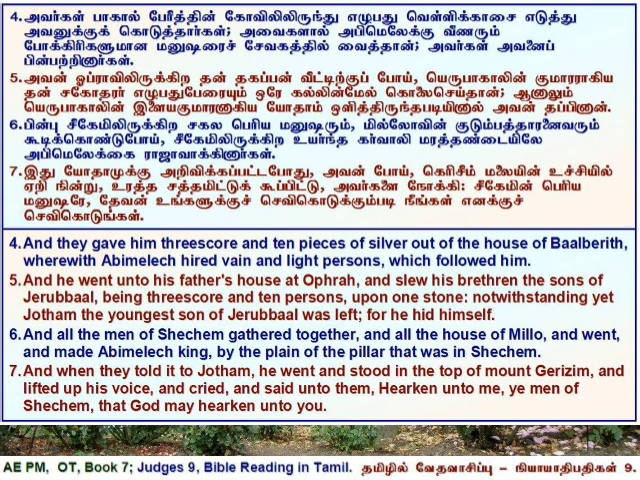 4.அவர்கள் பாகால் பேரீத்தின் கோவிலிலிருந்து எழுபது வெள்ளிக்காசை எடுத்து
அவனுக்குக் கொடுத்தார்கள்; அவைகளால் அபிமெலேக்கு வீணரும்
போக்கிரிகளுமான மனுஷரைச் சேவகத்தில் வைத்தான்; அவர்கள் அவனைப்
பின்பற்றினார்கள்.
5.அவன் ஓப்ராவிலிருக்கிற தன் தகப்பன் வீட்டிற்குப் போய், யெருபாகாலின் குமாரராகிய
தன் சகோதரர் எழுபதுபேரையும் ஒரே கல்லின்மேல் கொலைசெய்தான்; ஆனாலும்
யெருபாகாலின் இளையகுமாரனாகிய யோதாம் ஒளித்திருந்தபடியினால் அவன் தப்பினான்.
6.பின்பு சீகேமிலிருக்கிற சகல பெரிய மனுஷரும், மில்லோவின் குடும்பத்தாரனைவரும்
கூடிக்கொண்டுபோய், சீகேமிலிருக்கிற உயர்ந்த கர்வாலி மரத்தண்டையிலே
அபிமெலேக்கை ராஜாவாக்கினார்கள்.
7.இது யோதாமுக்கு அறிவிக்கப்பட்டபோது, அவன் போய், கெரிசீம் மலையின் உச்சியில்
ஏறி நின்று, உரத்த சத்தமிட்டுக் கூப்பிட்டு, அவர்களை நோக்கி: சீகேமின் பெரிய
மனுஷரே, தேவன் உங்களுக்குச் செவிகொடுக்கும்படி நீங்கள் எனக்குச்
செவிகொடுங்கள்.
4.And they gave him threescore and ten pieces of silver out of the house of Baalberith,
wherewith Abimelech hired vain and light persons, which followed him.
5.And he went unto his father's house at Ophrah, and slew his brethren the sons of
Jerubbaal, being threescore and ten persons, upon one stone: notwithstanding yet
Jotham the youngest son of Jerubbaal was left; for he hid himself.
6.And all the men of Shechem gathered together, and all the house of Millo, and went,
and made Abimelech king, by the plain of the pillar that was in Shechem.
7.And when they told it to Jotham, he went and stood in the top of mount Gerizim, and
lifted up his voice, and cried, and said unto them, Hearken unto me, ye men of
Shechem, that God may hearken unto you.
AE PM, OT, Book 7; Judges 9, Bible Reading in Tamil. தமிழில் வேதவாசிப்பு – நியாயாதிபதிகள் 9.